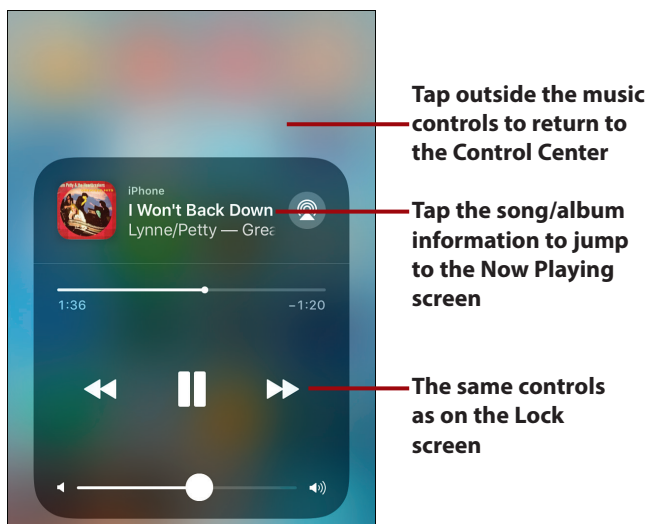 Tap outside the music
controls to return to
the Control Center
iPhone
I Won't Back Down
Lynne/Petty — Grea
Tap the song/album
information to jump
to the Now Playing
screen
1:36
−1:20
The same controls
as on the Lock
screen